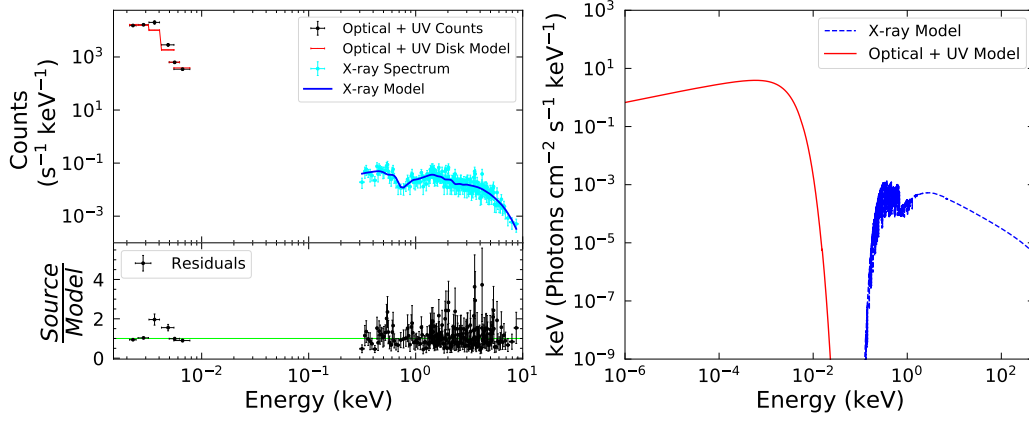 Counts
(s⁻¹ keV⁻¹)
10³
10¹
10⁻¹
10⁻³
Optical + UV Counts
Optical + UV Disk Model
X-ray Spectrum
X-ray Model
Source
Model
4
2
0
Residuals
10⁻² 10⁻¹ 10⁰ 10¹
Energy (keV)
keV (Photons cm⁻² s⁻¹ keV⁻¹)
10³
10¹
10⁻¹
10⁻³
10⁻⁵
10⁻⁷
10⁻⁹
X-ray Model
Optical + UV Model
10⁻⁶ 10⁻⁴ 10⁻² 10⁰ 10²
Energy (keV)